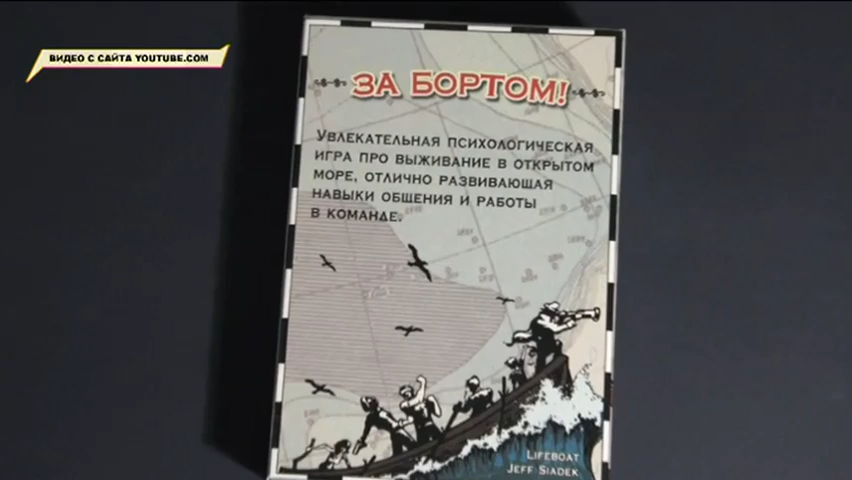 ВИДЕО С САЙТА YOUTUBE.COM
ЗА БОРТОМ!
УВЛЕКАТЕЛЬНАЯ ПСИХОЛОГИЧЕСКАЯ
ИГРА ПРО ВЫЖИВАНИЕ В ОТКРЫТОМ
МОРЕ, ОТЛИЧНО РАЗВИВАЮЩАЯ
НАВЫКИ ОБЩЕНИЯ И РАБОТЫ
В КОМАНДЕ.
LIFEBOAT
JEFF SIADEK